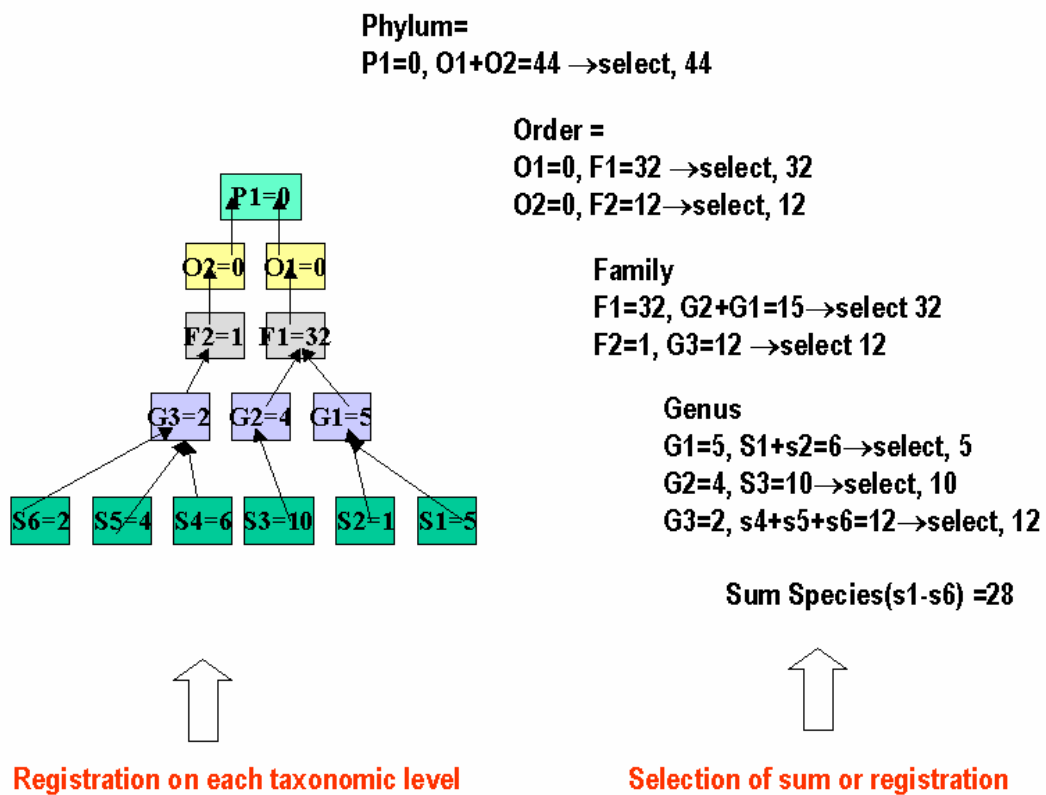 Phylum=
P1=0, O1+O2=44 →select, 44
Order =
O1=0, F1=32 →select, 32
O2=0, F2=12→select, 12
Family
F1=32, G2+G1=15→select 32
F2=1, G3=12 →select 12
Genus
G1=5, S1+s2=6→select, 5
G2=4, S3=10→select, 10
G3=2, s4+s5+s6=12→select, 12
Sum Species(s1-s6) =28
P1=0
O2=0 O1=0
F2=1 F1=32
G3=2 G2=4 G1=5
S6=2 S5=4 S4=6 S3=10 S2=1 S1=5
Registration on each taxonomic level
Selection of sum or registration